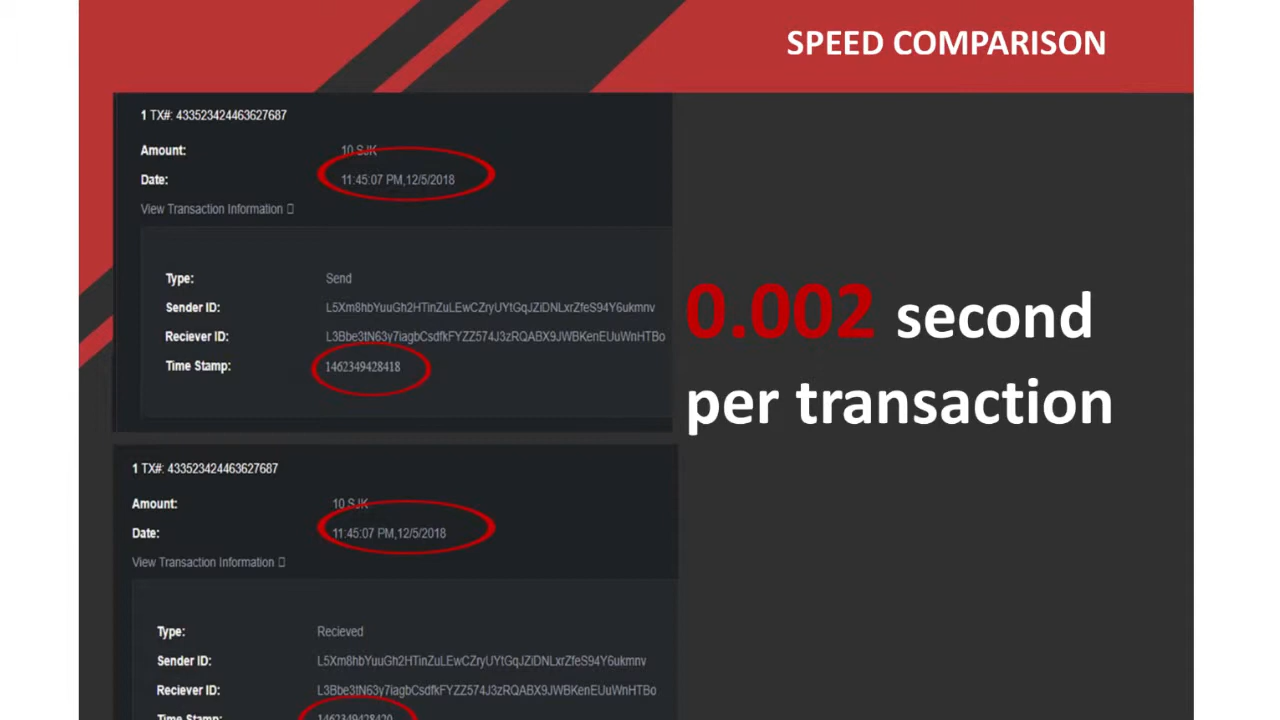 SPEED COMPARISON
1 TX#: 433523424463627687
Amount: 10 SJK
Date: 11:45:07 PM,12/5/2018
View Transaction Information
Type: Send
Sender ID: L5Xm8hbYuuGh2HTinZuLEwCZryUYtGqJZiDNLxrZfeS94Y6ukmnv
Reciever ID: L3Bbe3tN63y7iagbCsdfkFYZZ574J3zRQABX9JWBKenEUuWnHTBo
Time Stamp: 1462349428418
0.002 second
per transaction
1 TX#: 433523424463627687
Amount: 10 SJK
Date: 11:45:07 PM,12/5/2018
View Transaction Information
Type: Recieved
Sender ID: L5Xm8hbYuuGh2HTinZuLEwCZryUYtGqJZiDNLxrZfeS94Y6ukmnv
Reciever ID: L3Bbe3tN63y7iagbCsdfkFYZZ574J3zRQABX9JWBKenEUuWnHTBo
Time Stamp: 1462349428420